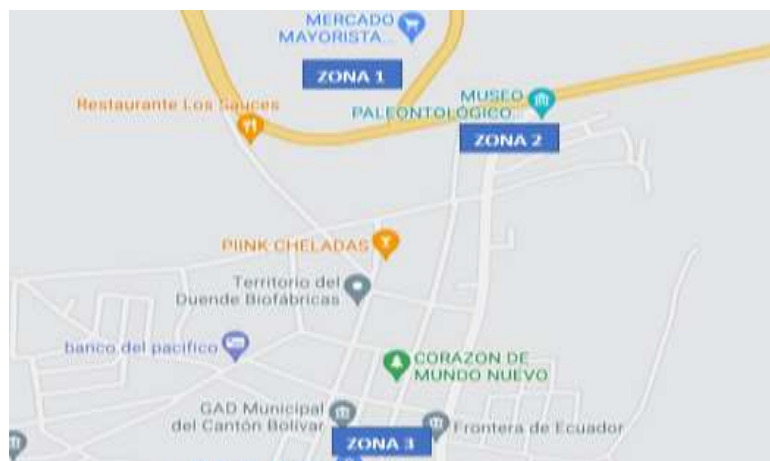 MERCADO
MAYORISTA...
ZONA 1
Restaurante Los Sauces
MUSEO
PALEONTOLÓGICO...
ZONA 2
PIINK CHELADAS
Territorio del
Duende Biofábricas
banco del pacifico
CORAZON DE
MUNDO NUEVO
GAD Municipal
del Cantón Bolívar
Frontera de Ecuador
ZONA 3